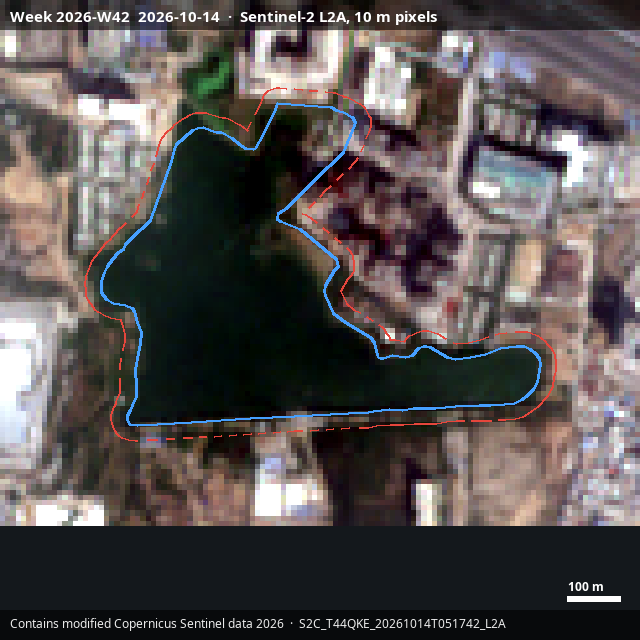 Week 2026-W42  2026-10-14  ·  Sentinel-2 L2A, 10 m pixels
100 m
Contains modified Copernicus Sentinel data 2026  ·  S2C_T44QKE_20261014T051742_L2A